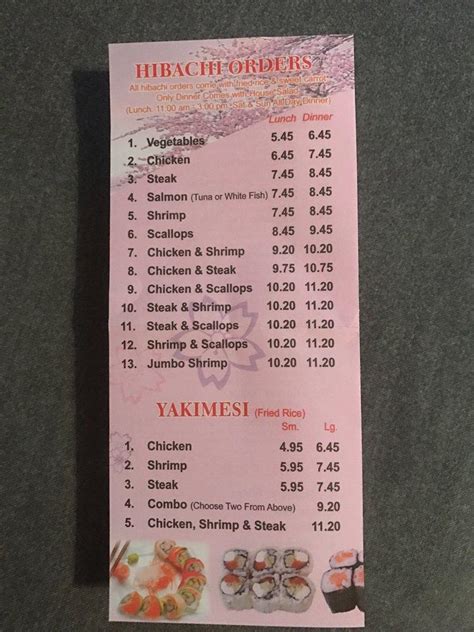 HIBACHI ORDERS
All hibachi orders come with fried rice & sweet carrot
Only Dinner Comes with House Salad
(Lunch: 11:00 am - 3:00 pm, Sat & Sun All Day Dinner)
Lunch Dinner
1. Vegetables 5.45 6.45
2. Chicken 6.45 7.45
3. Steak 7.45 8.45
4. Salmon (Tuna or White Fish) 7.45 8.45
5. Shrimp 7.45 8.45
6. Scallops 8.45 9.45
7. Chicken & Shrimp 9.20 10.20
8. Chicken & Steak 9.75 10.75
9. Chicken & Scallops 10.20 11.20
10. Steak & Shrimp 10.20 11.20
11. Steak & Scallops 10.20 11.20
12. Shrimp & Scallops 10.20 11.20
13. Jumbo Shrimp 10.20 11.20
YAKIMESI (Fried Rice)
Sm. Lg.
1. Chicken 4.95 6.45
2. Shrimp 5.95 7.45
3. Steak 5.95 7.45
4. Combo (Choose Two From Above) 9.20
5. Chicken, Shrimp & Steak 11.20